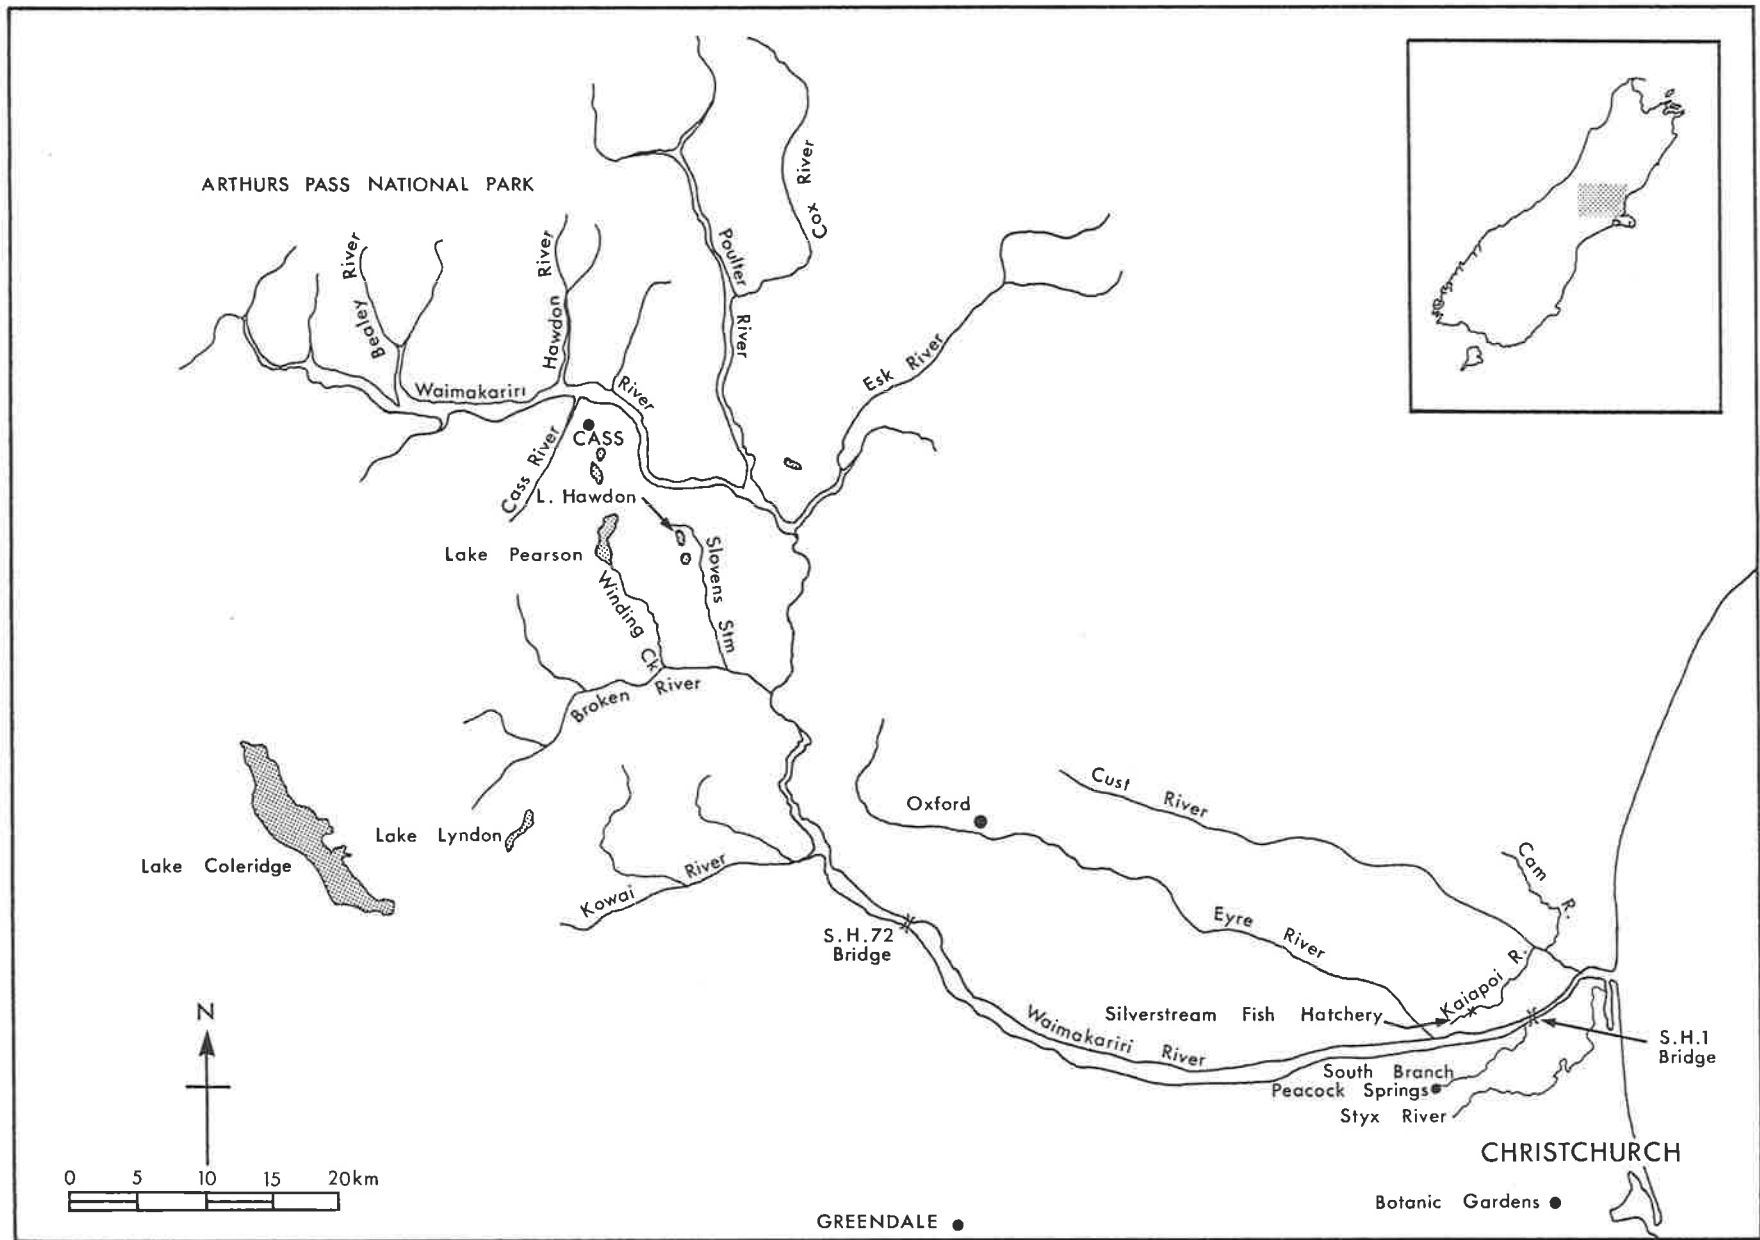 ARTHURS PASS NATIONAL PARK
Cox River
Poulter River
Bealey River
Hawdon River
Esk River
Waimakariri River
CASS
Cass River
L. Hawdon
Lake Pearson
Slovens Stm
Winding Ck
Broken River
Cust River
Oxford
Lake Lyndon
Lake Coleridge
Cam R.
Kowai River
Eyre River
S.H.72
Bridge
Kaiapoi R.
N
Silverstream Fish Hatchery
Waimakariri River
S.H.1
Bridge
South Branch
Peacock Springs
Styx River
CHRISTCHURCH
0 5 10 15 20km
Botanic Gardens
GREENDALE